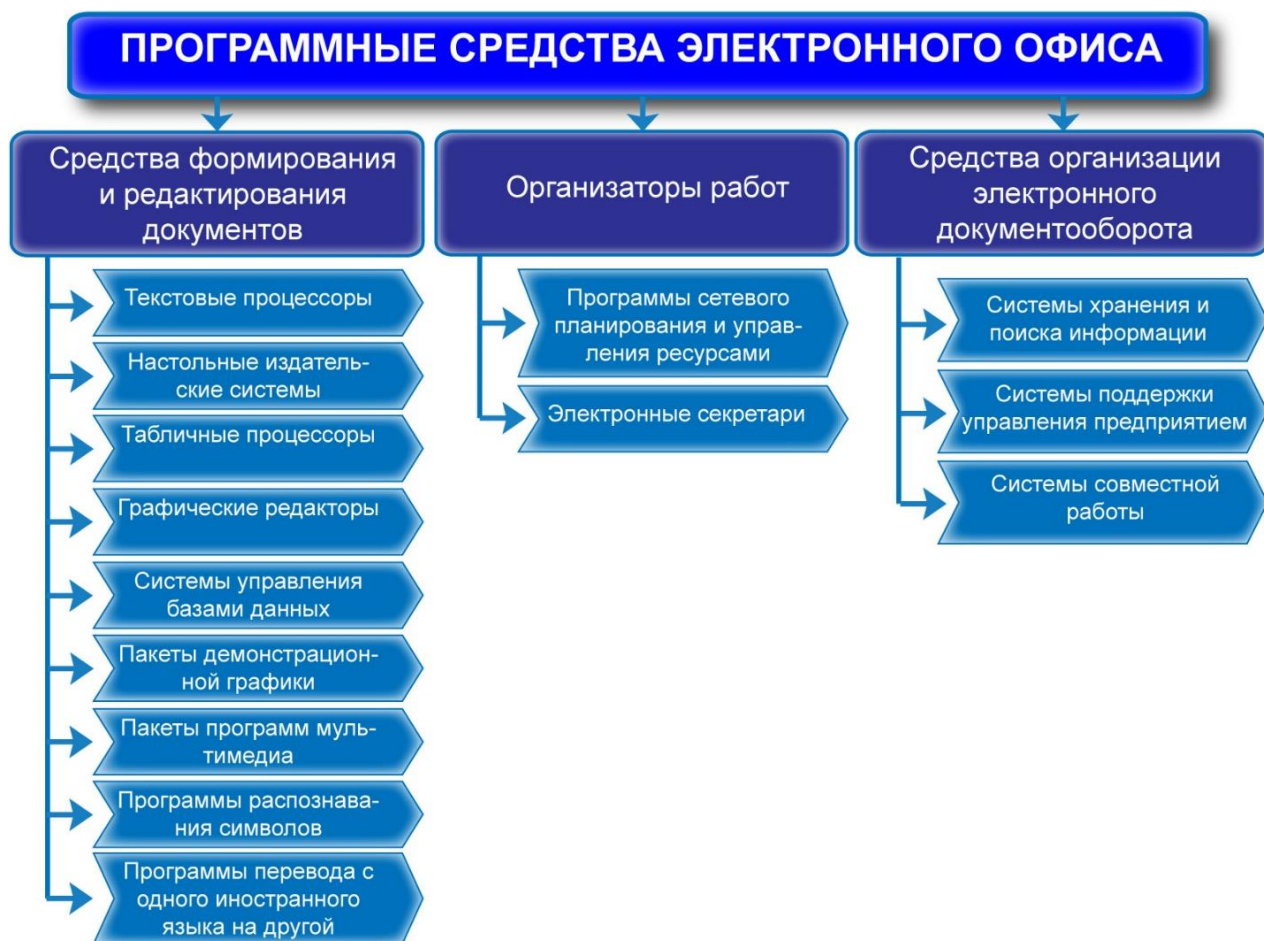 ПРОГРАММНЫЕ СРЕДСТВА ЭЛЕКТРОННОГО ОФИСА
Средства формирования
и редактирования
документов
Текстовые процессоры
Настольные издатель-
ские системы
Табличные процессоры
Графические редакторы
Системы управления
базами данных
Пакеты демонстрацион-
ной графики
Пакеты программ муль-
тимедиа
Программы распознава-
ния символов
Программы перевода с
одного иностранного
языка на другой
Организаторы работ
Программы сетевого
планирования и управ-
ления ресурсами
Электронные секретари
Средства организации
электронного
документооборота
Системы хранения и
поиска информации
Системы поддержки
управления предприятием
Системы совместной
работы